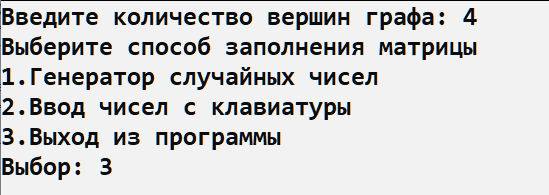 Введите количество вершин графа: 4
Выберите способ заполнения матрицы
1.Генератор случайных чисел
2.Ввод чисел с клавиатуры
3.Выход из программы
Выбор: 3